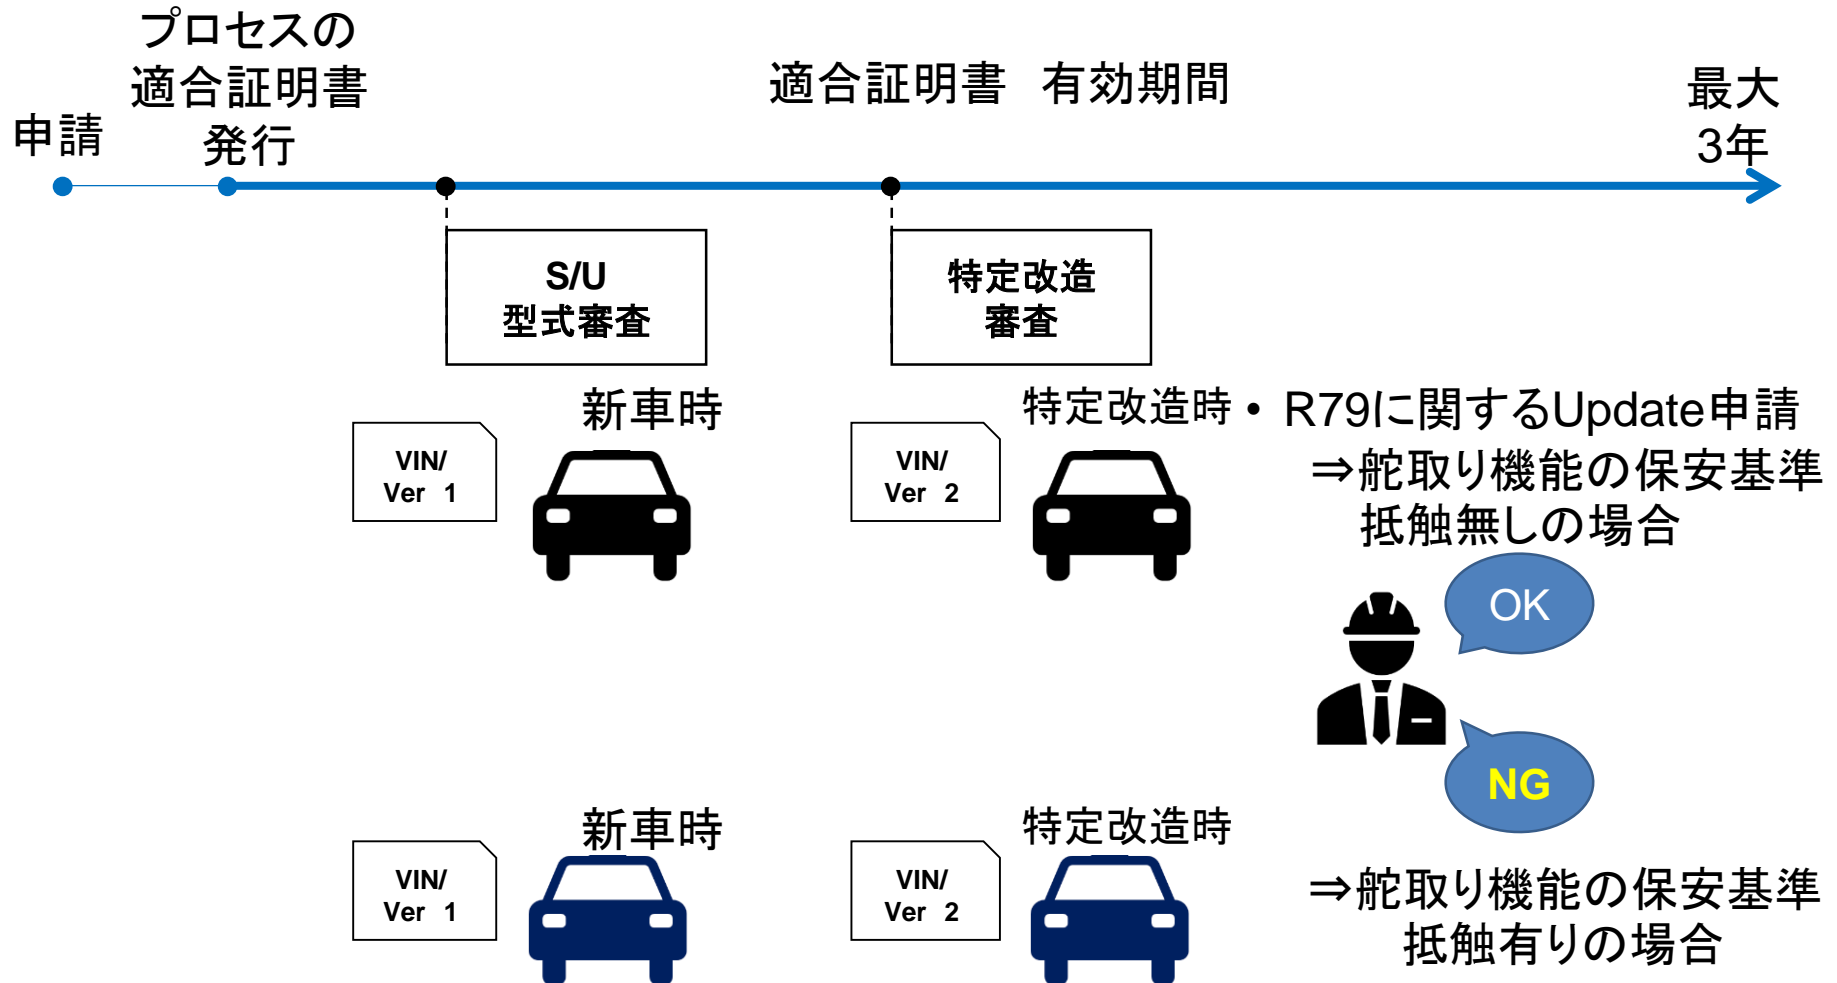 プロセスの
適合証明書
発行
申請
適合証明書　有効期間
最大
3年
S/U
型式審査
特定改造
審査
新車時
特定改造時
• R79に関するUpdate申請
⇒舵取り機能の保安基準
抵触無しの場合
VIN/
Ver 1
VIN/
Ver 2
OK
NG
新車時
特定改造時
VIN/
Ver 1
VIN/
Ver 2
⇒舵取り機能の保安基準
抵触有りの場合